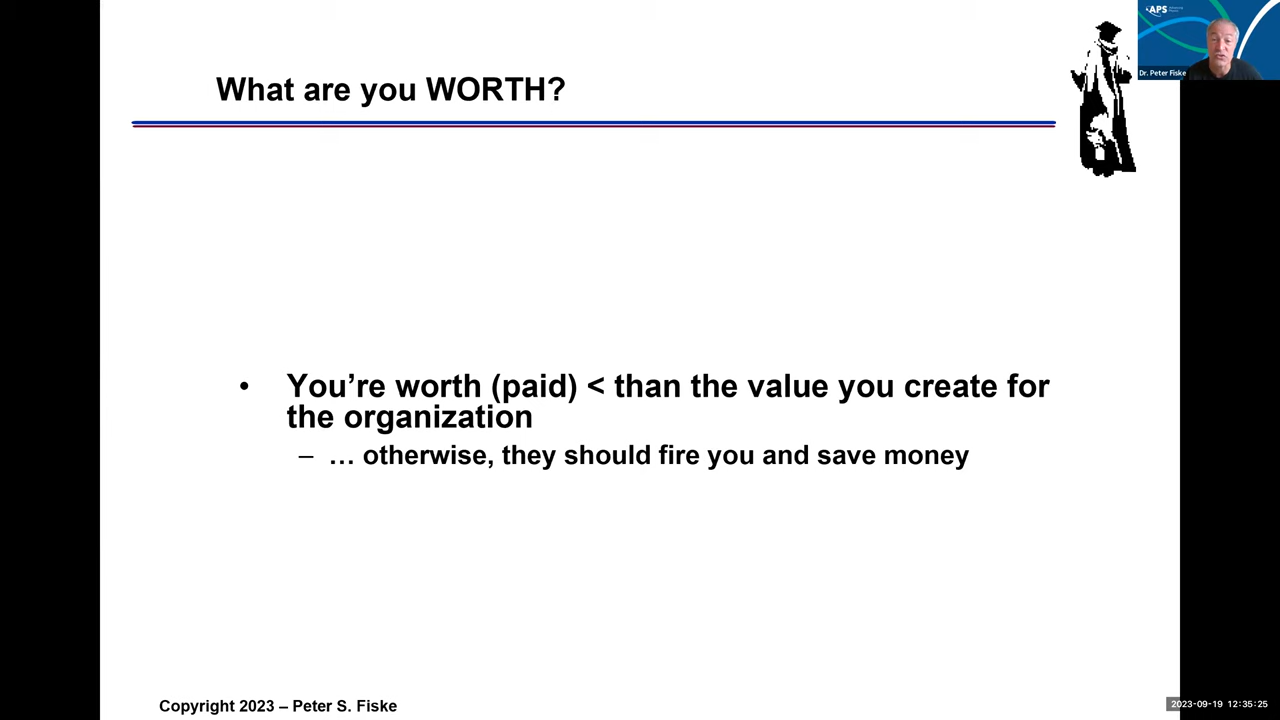 What are you WORTH?
APS
Dr. Peter Fiske
• You’re worth (paid) < than the value you create for
the organization
– … otherwise, they should fire you and save money
Copyright 2023 – Peter S. Fiske
2023-09-19 12:35:25